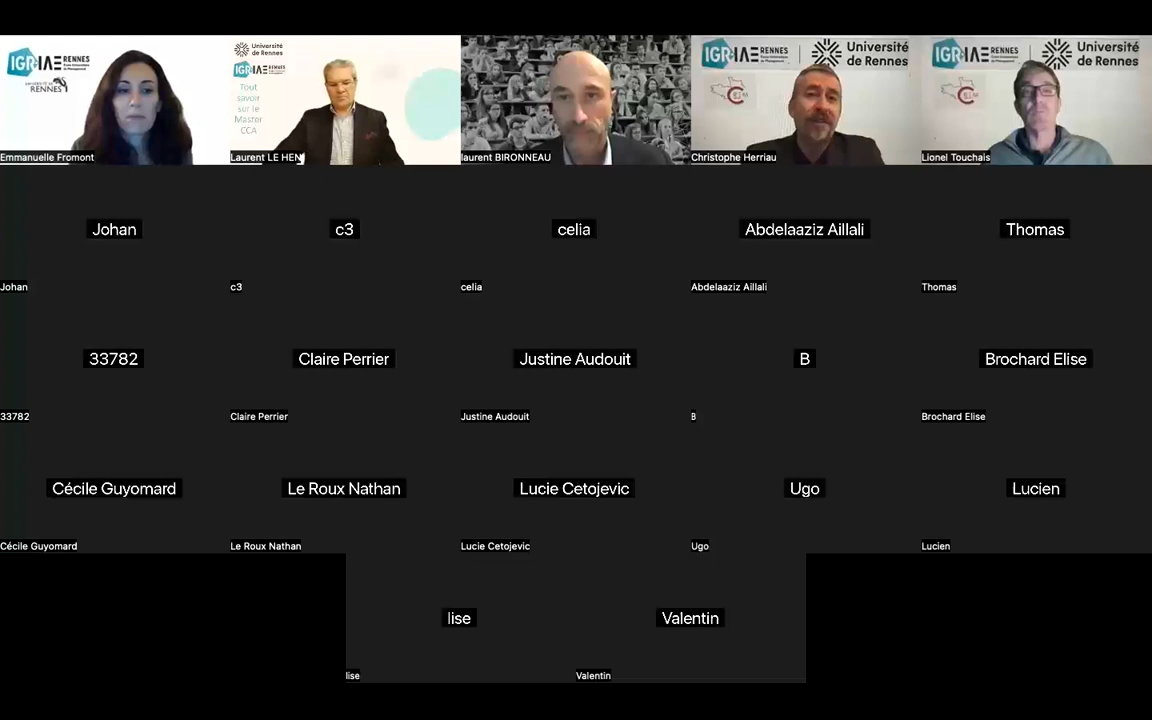 IGR-IAE RENNES
UNIVERSITÉ DE RENNES
Emmanuelle Fromont
Université de Rennes
IGR-IAE RENNES
Tout
savoir
sur le
Master
CCA
Laurent LE HEN
laurent BIRONNEAU
IGR-IAE RENNES
Université de Rennes
Christophe Herriau
IGR-IAE RENNES
Université de Rennes
Lionel Touchais
Johan
c3
celia
Abdelaaziz Aillali
Thomas
Johan
c3
celia
Abdelaaziz Aillali
Thomas
33782
Claire Perrier
Justine Audouit
B
Brochard Elise
33782
Claire Perrier
Justine Audouit
B
Brochard Elise
Cécile Guyomard
Le Roux Nathan
Lucie Cetojevic
Ugo
Lucien
Cécile Guyomard
Le Roux Nathan
Lucie Cetojevic
Ugo
Lucien
lise
Valentin
lise
Valentin